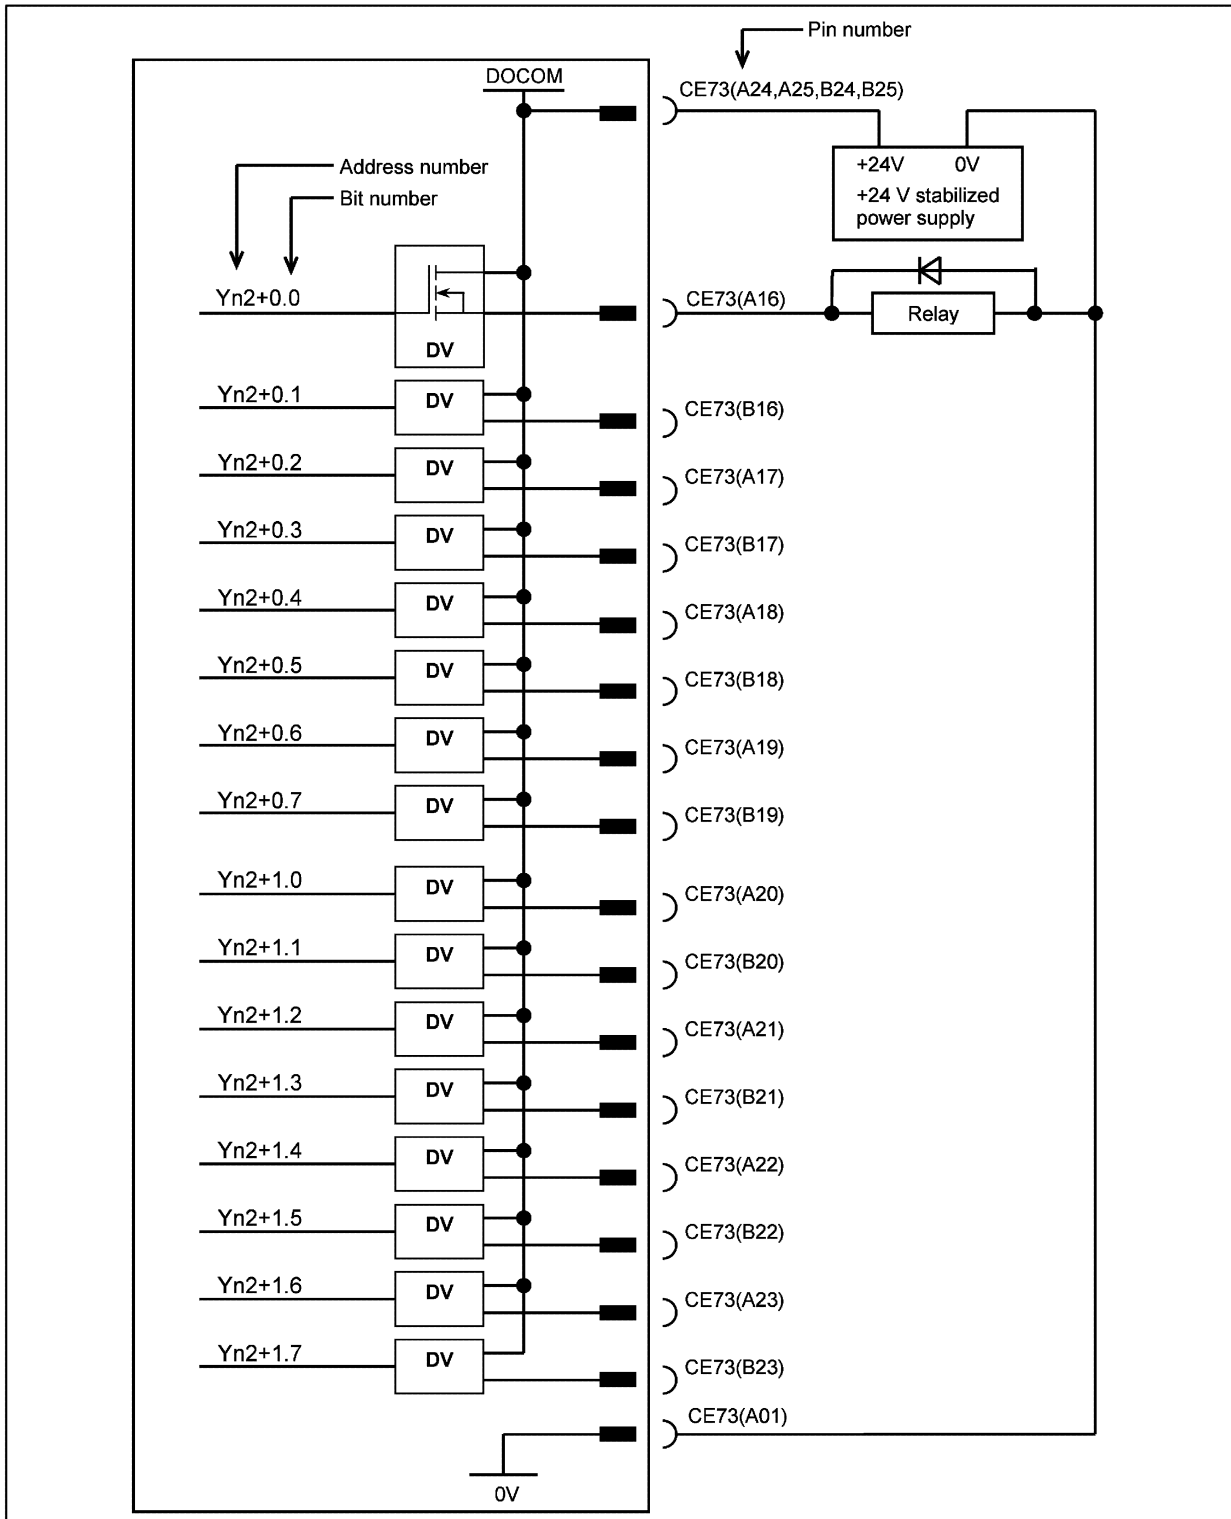 Pin number
DOCOM
CE73(A24,A25,B24,B25)
Address number
Bit number
+24V 0V
+24 V stabilized
power supply
Yn2+0.0
DV
CE73(A16)
Relay
Yn2+0.1
DV
CE73(B16)
Yn2+0.2
DV
CE73(A17)
Yn2+0.3
DV
CE73(B17)
Yn2+0.4
DV
CE73(A18)
Yn2+0.5
DV
CE73(B18)
Yn2+0.6
DV
CE73(A19)
Yn2+0.7
DV
CE73(B19)
Yn2+1.0
DV
CE73(A20)
Yn2+1.1
DV
CE73(B20)
Yn2+1.2
DV
CE73(A21)
Yn2+1.3
DV
CE73(B21)
Yn2+1.4
DV
CE73(A22)
Yn2+1.5
DV
CE73(B22)
Yn2+1.6
DV
CE73(A23)
Yn2+1.7
DV
CE73(B23)
CE73(A01)
0V